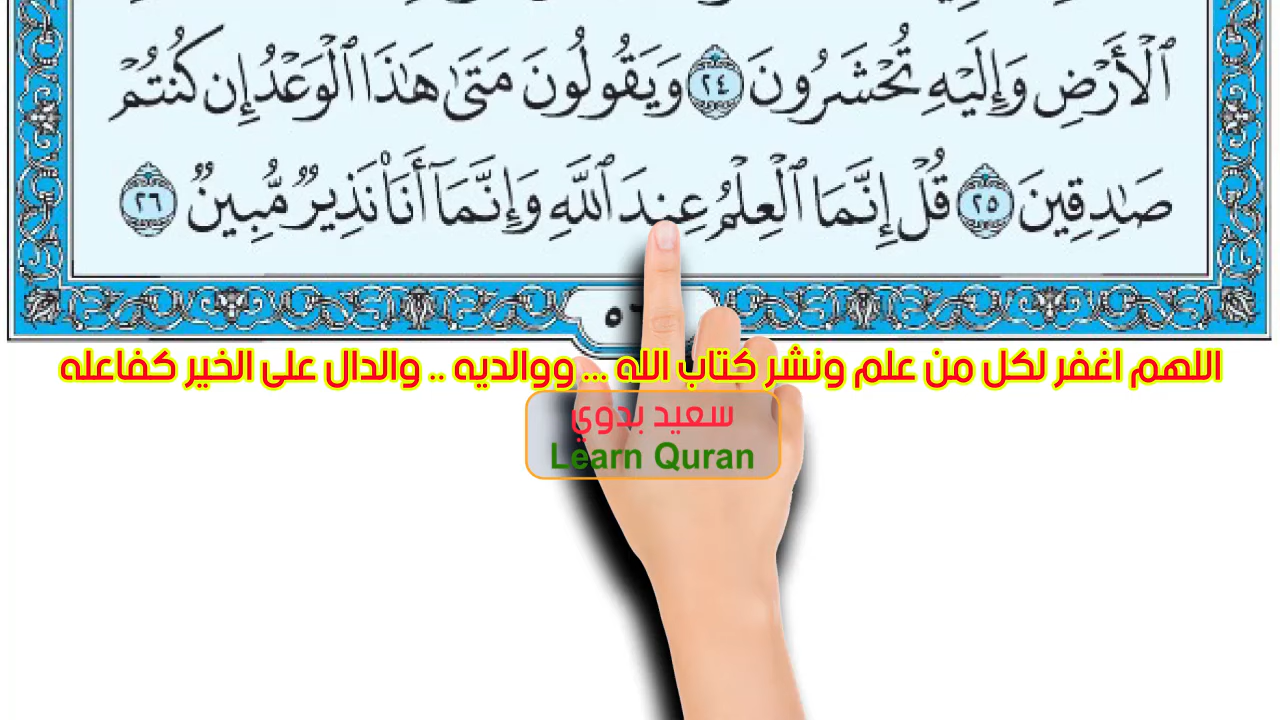 ٱلْأَرْضِ وَإِلَيْهِ تُحْشَرُونَ ٢٤ وَيَقُولُونَ مَتَىٰ هَٰذَا ٱلْوَعْدُ إِن كُنتُمْ
صَٰدِقِينَ ٢٥ قُلْ إِنَّمَا ٱلْعِلْمُ عِندَ ٱللَّهِ وَإِنَّمَآ أَنَا۠ نَذِيرٌ مُّبِينٌ ٢٦
اللهم اغفر لكل من علم ونشر كتاب الله ... ووالديه .. والدال على الخير كفاعله
سعيد بدوي
Learn Quran